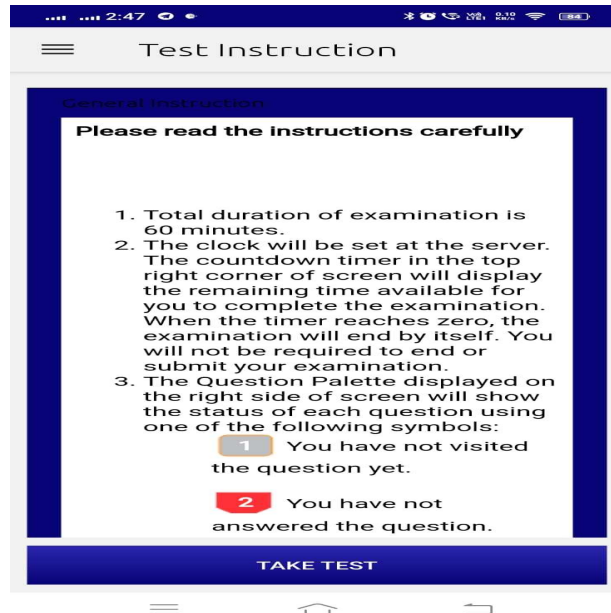 2:47
VoLTE1 0.10 KB/s 84
Test Instruction
General Instruction
Please read the instructions carefully
1. Total duration of examination is
60 minutes.
2. The clock will be set at the server.
The countdown timer in the top
right corner of screen will display
the remaining time available for
you to complete the examination.
When the timer reaches zero, the
examination will end by itself. You
will not be required to end or
submit your examination.
3. The Question Palette displayed on
the right side of screen will show
the status of each question using
one of the following symbols:
1 You have not visited
the question yet.
2 You have not
answered the question.
TAKE TEST